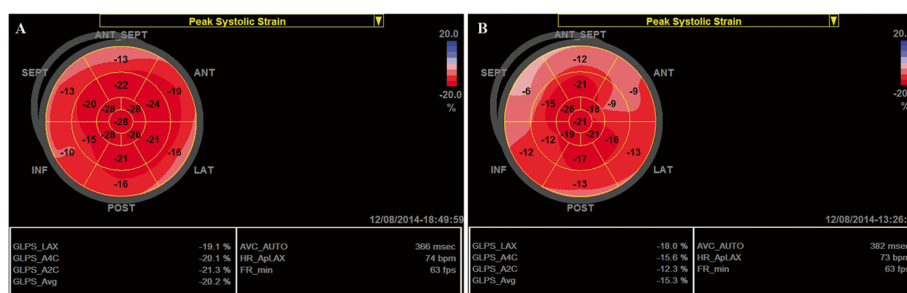 Peak Systolic Strain
A
ANT_SEPT
20.0
-20.0
%
SEPT
ANT
-13
-22
-13
-19
-20
-24
-28
-28
-28
-28
-26
-15
-21
-10
-16
-21
INF
LAT
-16
POST
12/08/2014-18:49:59
GLPS_LAX -19.1 % AVC_AUTO 366 msec
GLPS_A4C -20.1 % HR_ApLAX 74 bpm
GLPS_A2C -21.3 % FR_min 63 fps
GLPS_Avg -20.2 %
Peak Systolic Strain
B
ANT_SEPT
20.
-20.
%
SEPT
ANT
-12
-21
-6
-9
-15
-9
-26
-18
-21
-19
-21
-12
-16
-12
-13
-17
INF
LAT
-13
POST
12/08/2014-13:26:
GLPS_LAX -18.0 % AVC_AUTO 382 msec
GLPS_A4C -15.6 % HR_ApLAX 73 bpm
GLPS_A2C -12.3 % FR_min 63 fps
GLPS_Avg -15.3 %